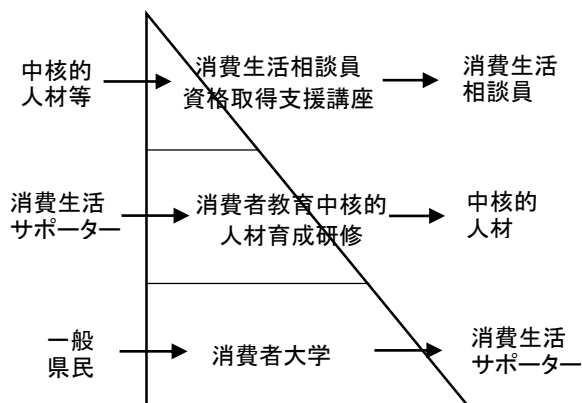 中核的
人材等
消費生活相談員
資格取得支援講座
消費生活
相談員
消費生活
サポーター
消費者教育中核的
人材育成研修
中核的
人材
一般
県民
消費者大学
消費生活
サポーター